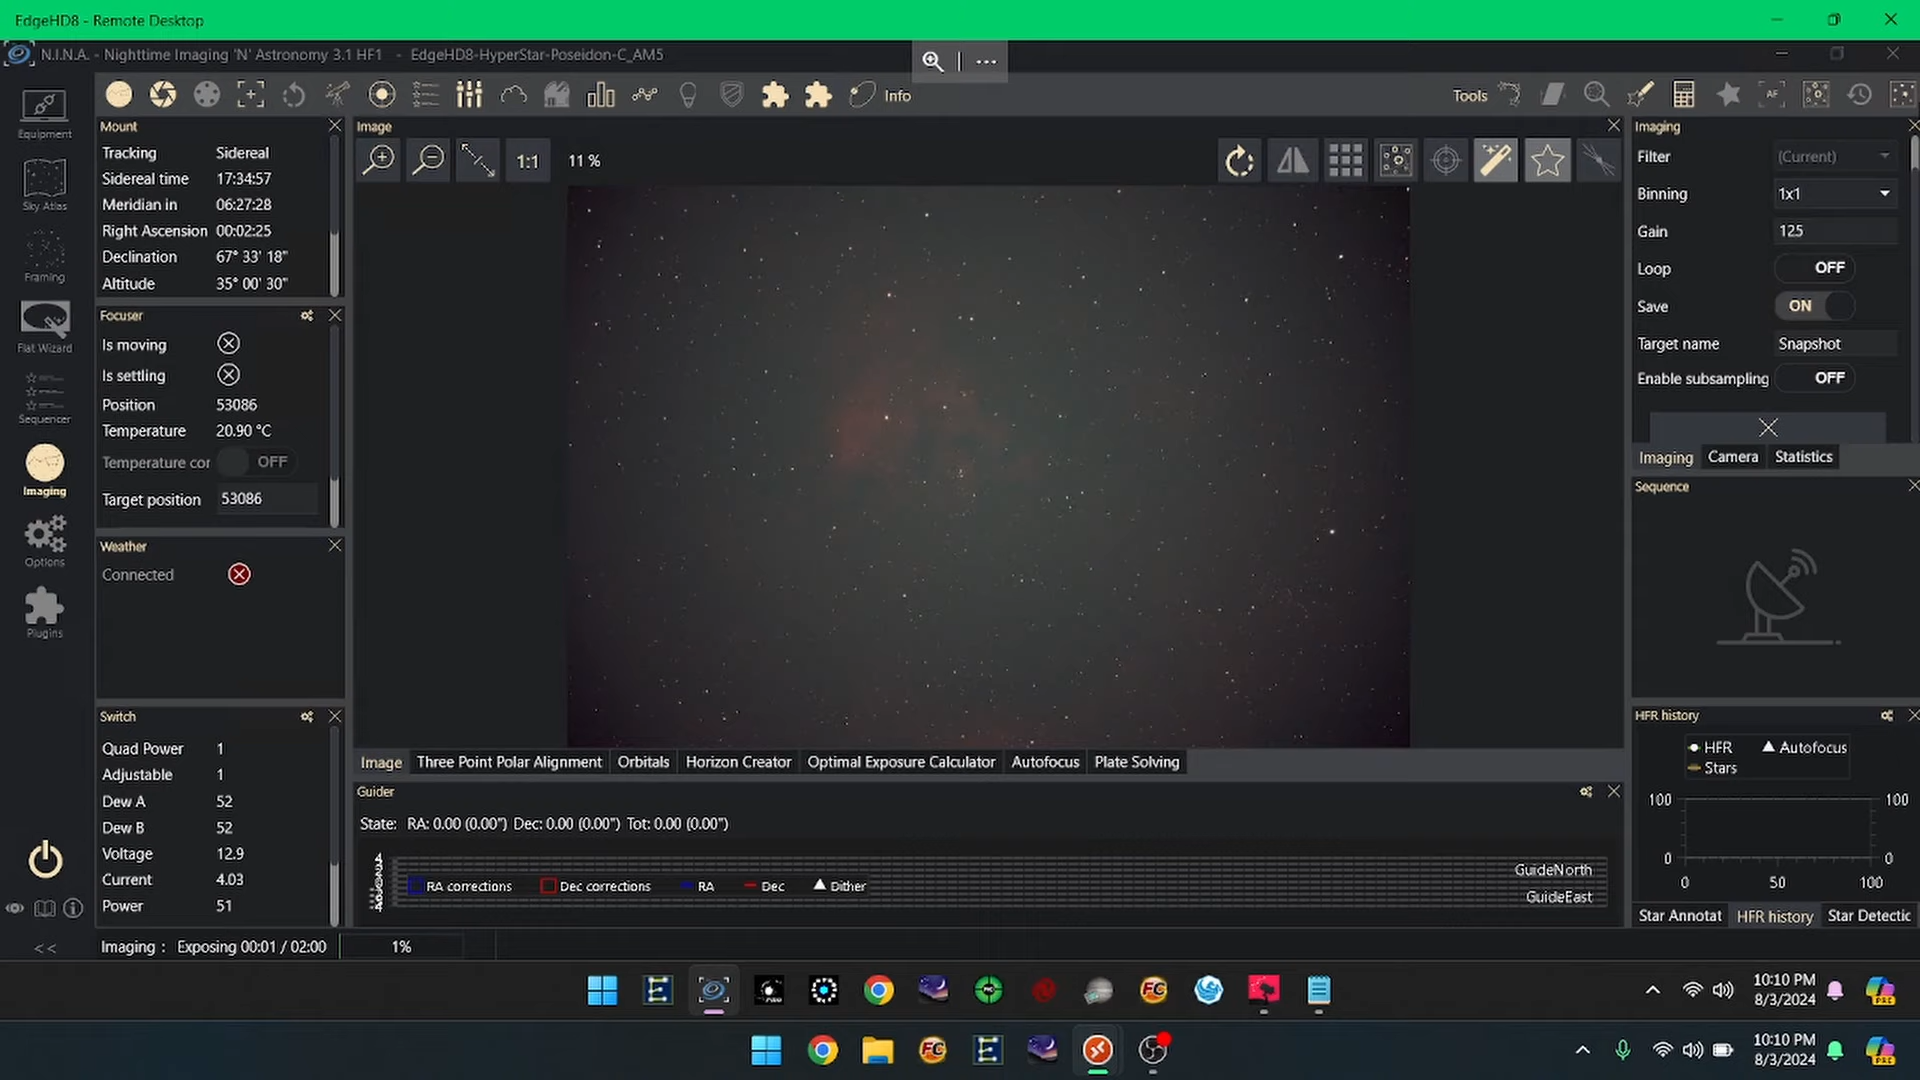 EdgeHD8 - Remote Desktop
N.I.N.A. - Nighttime Imaging 'N' Astronomy 3.1 HF1 - EdgeHD8-HyperStar-Poseidon-C_AM5
Info
Tools
Equipment
Sky Atlas
Framing
Flat Wizard
Sequencer
Imaging
Options
Plugins
<<
Mount
Tracking Sidereal
Sidereal time 17:34:57
Meridian in 06:27:28
Right Ascension 00:02:25
Declination 67° 33' 18"
Altitude 35° 00' 30"
Focuser
Is moving
Is settling
Position 53086
Temperature 20.90 °C
Temperature cor OFF
Target position 53086
Weather
Connected
Switch
Quad Power 1
Adjustable 1
Dew A 52
Dew B 52
Voltage 12.9
Current 4.03
Power 51
Image
1:1 11 %
Image Three Point Polar Alignment Orbitals Horizon Creator Optimal Exposure Calculator Autofocus Plate Solving
Guider
State: RA: 0.00 (0.00") Dec: 0.00 (0.00") Tot: 0.00 (0.00")
GuideNorth
RA corrections Dec corrections RA Dec Dither
GuideEast
Imaging
Filter (Current)
Binning 1x1
Gain 125
Loop OFF
Save ON
Target name Snapshot
Enable subsampling OFF
Imaging Camera Statistics
Sequence
HFR history
HFR Autofocus
Stars
100 100
0 0
0 50 100
Star Annotat HFR history Star Detectic
Imaging : Exposing 00:01 / 02:00 1%
10:10 PM
8/3/2024
10:10 PM
8/3/2024